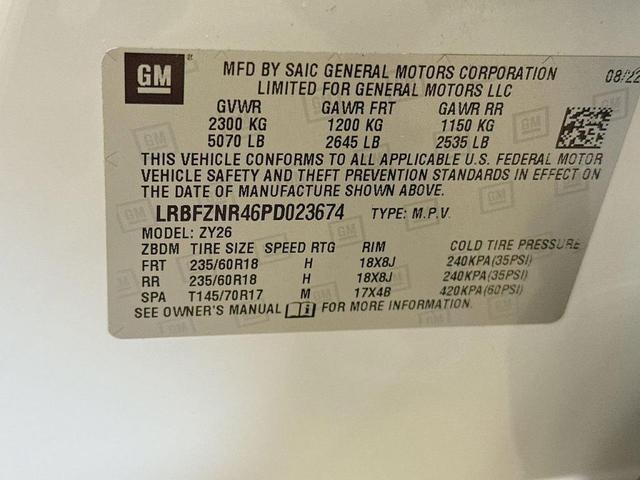 GM MFD BY SAIC GENERAL MOTORS CORPORATION 08/22
LIMITED FOR GENERAL MOTORS LLC
GVWR GAWR FRT GAWR RR
2300 KG 1200 KG 1150 KG
5070 LB 2645 LB 2535 LB
THIS VEHICLE CONFORMS TO ALL APPLICABLE U.S. FEDERAL MOTOR
VEHICLE SAFETY AND THEFT PREVENTION STANDARDS IN EFFECT ON
THE DATE OF MANUFACTURE SHOWN ABOVE.
LRBFZNR46PD023674 TYPE: M.P.V.
MODEL: ZY26
ZBDM TIRE SIZE SPEED RTG RIM COLD TIRE PRESSURE
FRT 235/60R18 H 18X8J 240KPA(35PSI)
RR 235/60R18 H 18X8J 240KPA(35PSI)
SPA T145/70R17 M 17X4B 420KPA(60PSI)
SEE OWNER'S MANUAL FOR MORE INFORMATION.